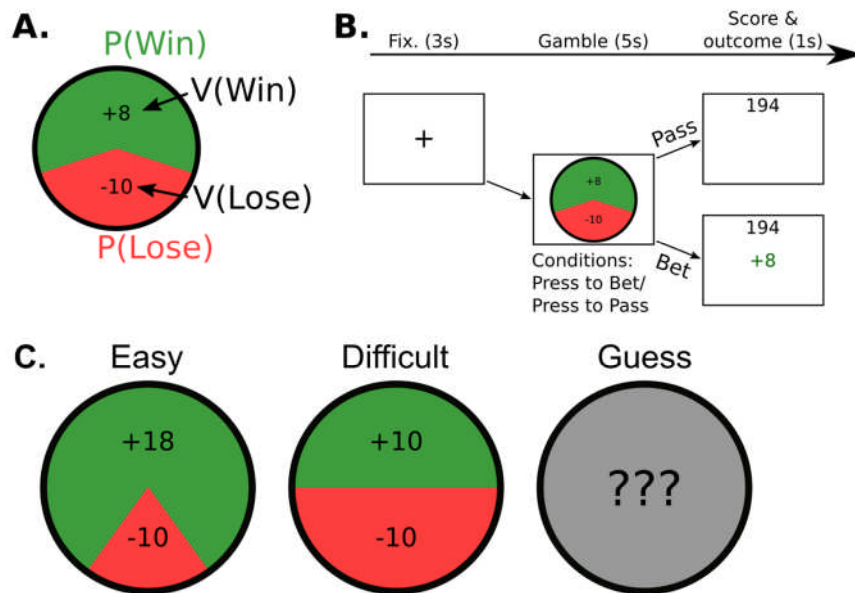 A.
P(Win)
+8
V(Win)
-10
V(Lose)
P(Lose)
B.
Fix. (3s)
Gamble (5s)
Score &
outcome (1s)
+
+8
-10
Conditions:
Press to Bet/
Press to Pass
Pass
194
Bet
194
+8
C.
Easy
+18
-10
Difficult
+10
-10
Guess
???